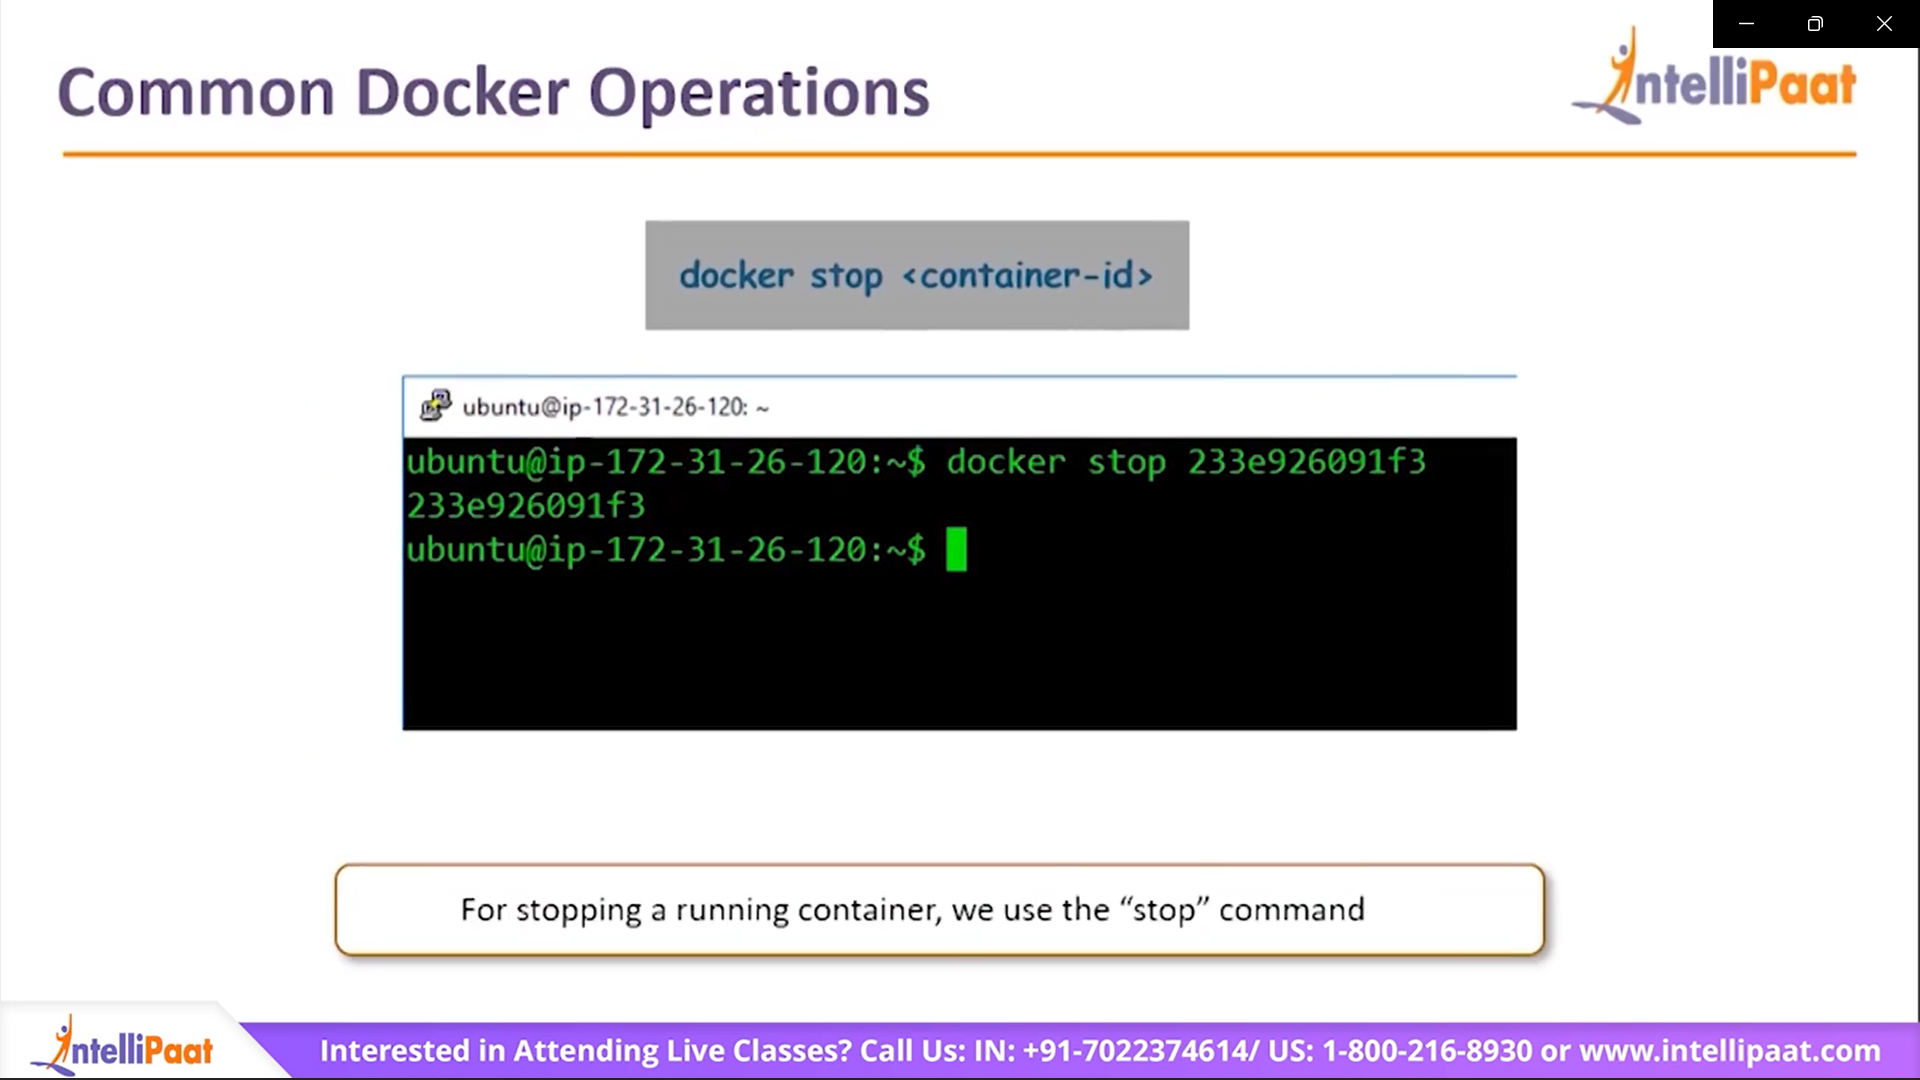 Common Docker Operations
IntelliPaat
docker stop <container-id>
ubuntu@ip-172-31-26-120: ~
ubuntu@ip-172-31-26-120:~$ docker stop 233e926091f3
233e926091f3
ubuntu@ip-172-31-26-120:~$
For stopping a running container, we use the “stop” command
IntelliPaat
Interested in Attending Live Classes? Call Us: IN: +91-7022374614/ US: 1-800-216-8930 or www.intellipaat.com